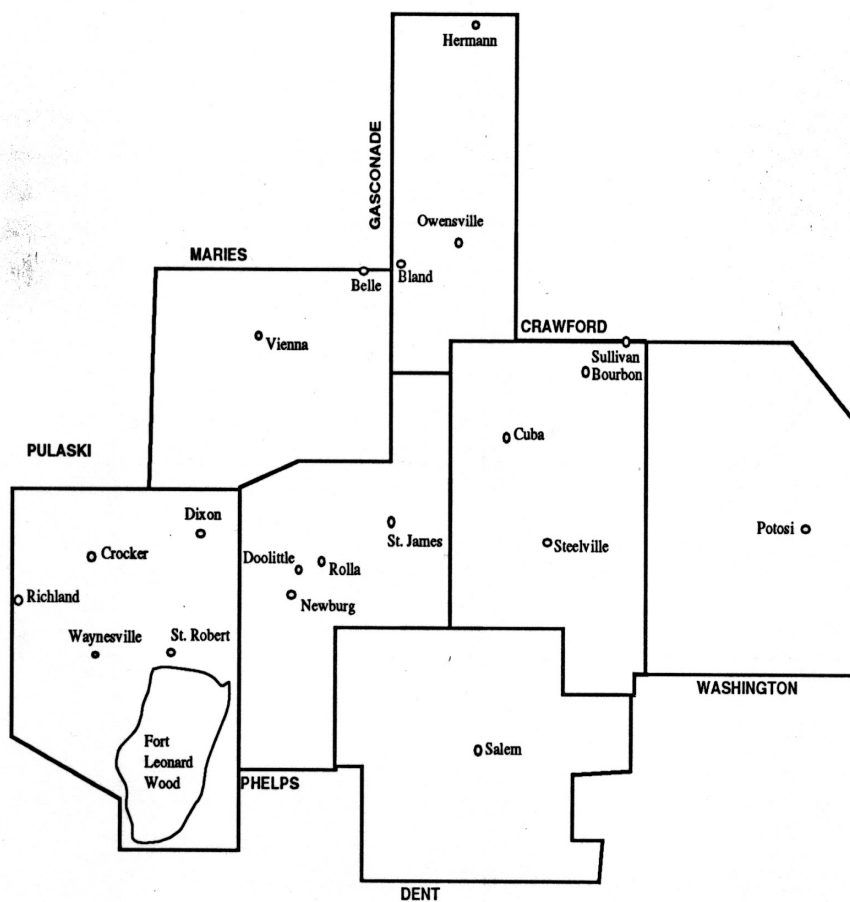 Hermann
GASCONADE
Owensville
MARIES
Belle
Bland
CRAWFORD
Vienna
Sullivan
Bourbon
Cuba
PULASKI
Dixon
Crocker
St. James
Steelville
Potosi
Doolittle
Rolla
Richland
Newburg
Waynesville
St. Robert
WASHINGTON
Fort
Leonard
Wood
Salem
PHELPS
DENT